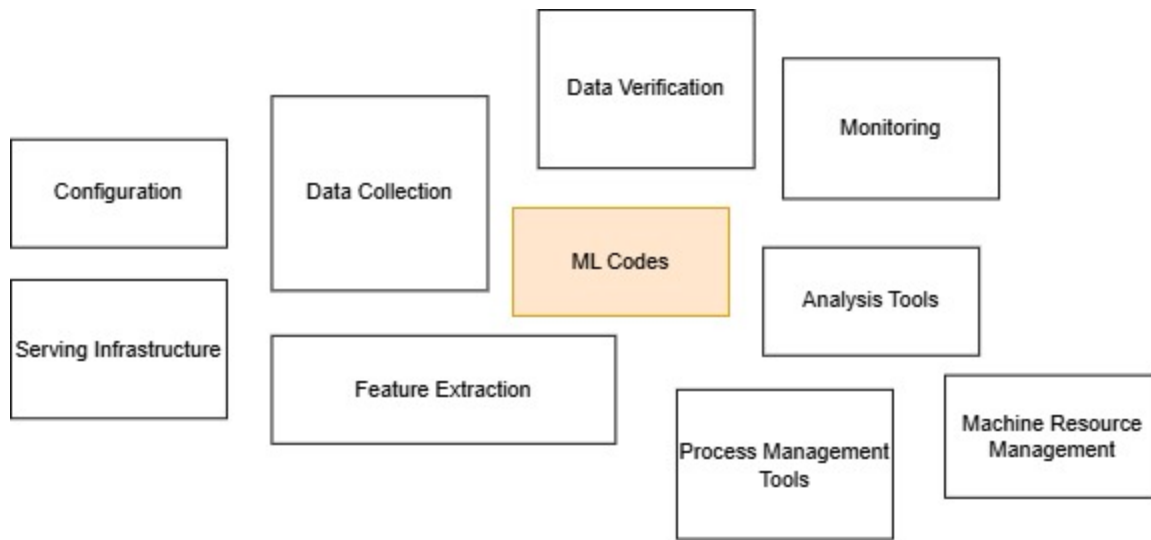 Data Verification
Monitoring
Configuration
Data Collection
ML Codes
Analysis Tools
Serving Infrastructure
Feature Extraction
Process Management
Tools
Machine Resource
Management